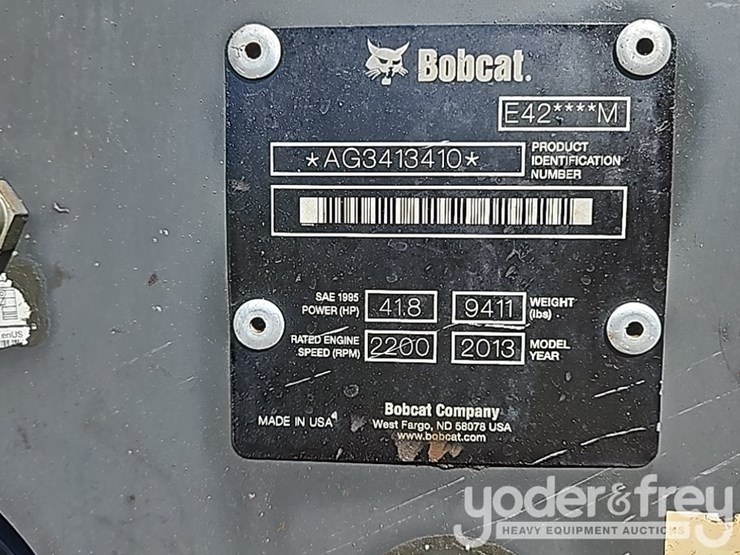 Bobcat.
E42****M
*AG3413410*
PRODUCT
IDENTIFICATION
NUMBER
SAE 1995
POWER (HP)
41.8
9411
WEIGHT
(lbs)
RATED ENGINE
SPEED (RPM)
2200
2013
MODEL
YEAR
MADE IN USA
Bobcat Company
West Fargo, ND 58078 USA
www.bobcat.com
enUS
yoder&frey
HEAVY EQUIPMENT AUCTIONS